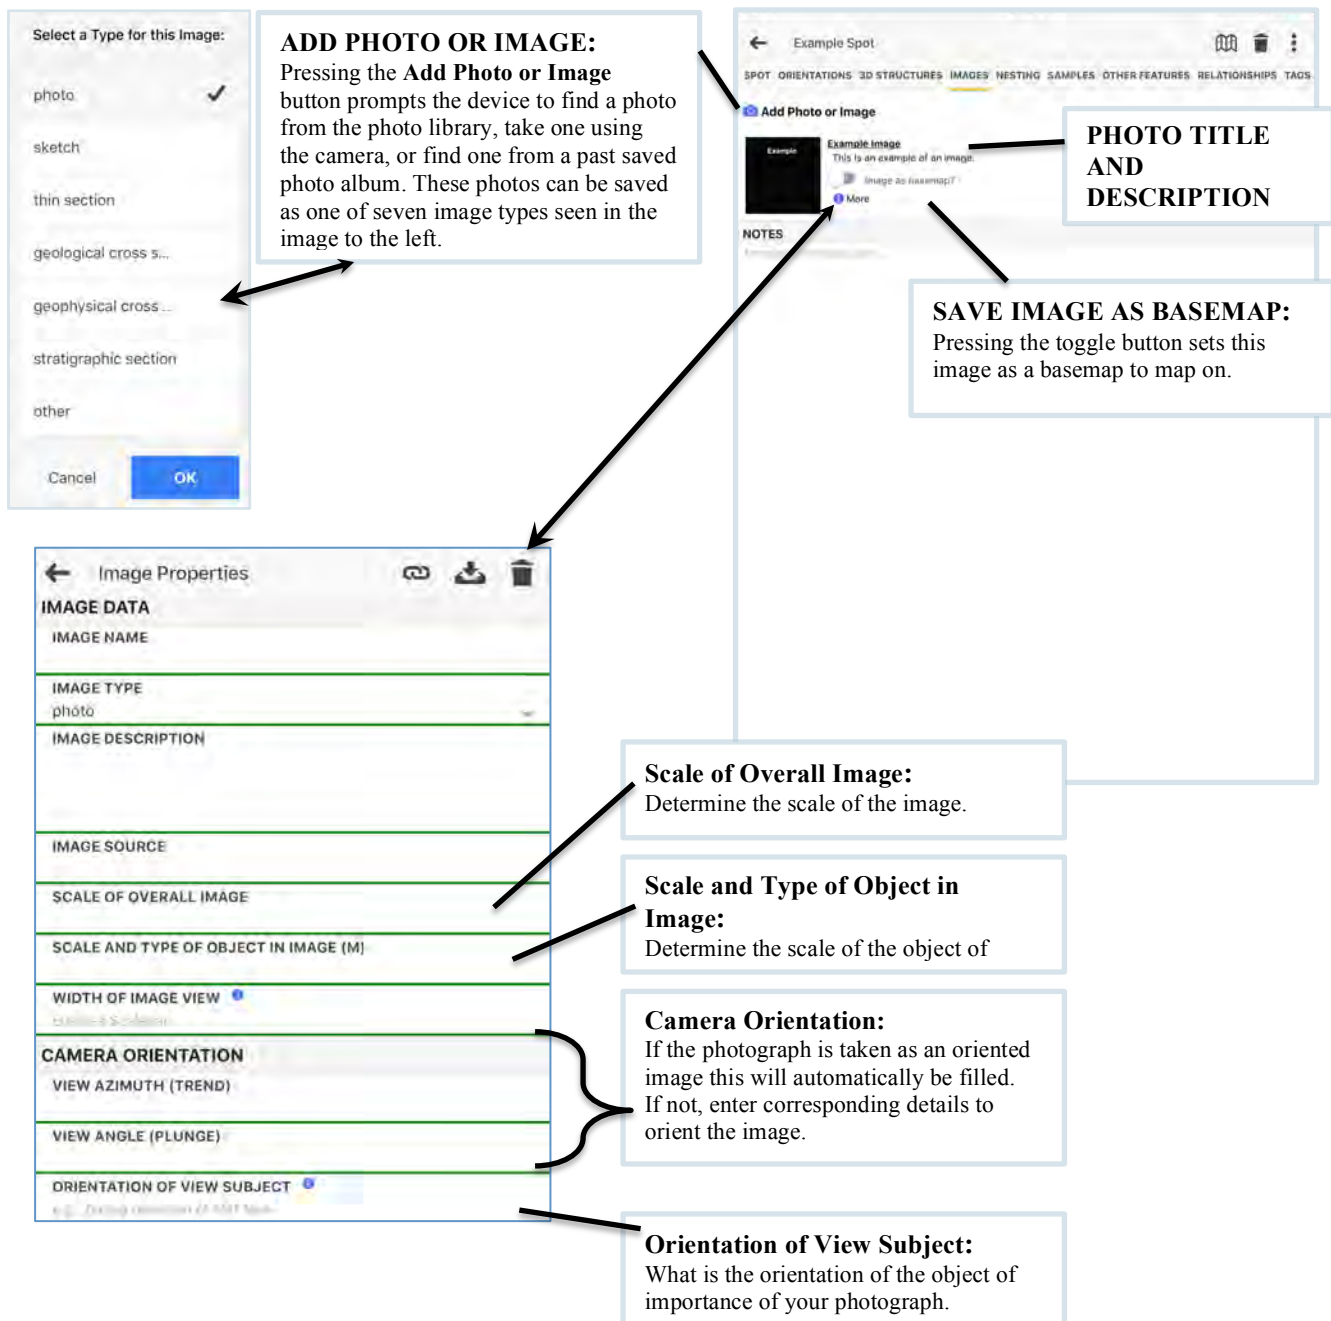 Select a Type for this Image:
photo
sketch
thin section
geological cross s...
geophysical cross ...
stratigraphic section
other
Cancel
OK
ADD PHOTO OR IMAGE:
Pressing the Add Photo or Image
button prompts the device to find a photo
from the photo library, take one using
the camera, or find one from a past saved
photo album. These photos can be saved
as one of seven image types seen in the
image to the left.
Example Spot
SPOT ORIENTATIONS 3D STRUCTURES IMAGES NESTING SAMPLES OTHER FEATURES RELATIONSHIPS TAGS
Add Photo or Image
Example
Example Image
This is an example of an image.
Image as basemap?
More
NOTES
PHOTO TITLE
AND
DESCRIPTION
SAVE IMAGE AS BASEMAP:
Pressing the toggle button sets this
image as a basemap to map on.
Image Properties
IMAGE DATA
IMAGE NAME
IMAGE TYPE
photo
IMAGE DESCRIPTION
IMAGE SOURCE
SCALE OF OVERALL IMAGE
SCALE AND TYPE OF OBJECT IN IMAGE (M)
WIDTH OF IMAGE VIEW
CAMERA ORIENTATION
VIEW AZIMUTH (TREND)
VIEW ANGLE (PLUNGE)
ORIENTATION OF VIEW SUBJECT
Scale of Overall Image:
Determine the scale of the image.
Scale and Type of Object in
Image:
Determine the scale of the object of
Camera Orientation:
If the photograph is taken as an oriented
image this will automatically be filled.
If not, enter corresponding details to
orient the image.
Orientation of View Subject:
What is the orientation of the object of
importance of your photograph.